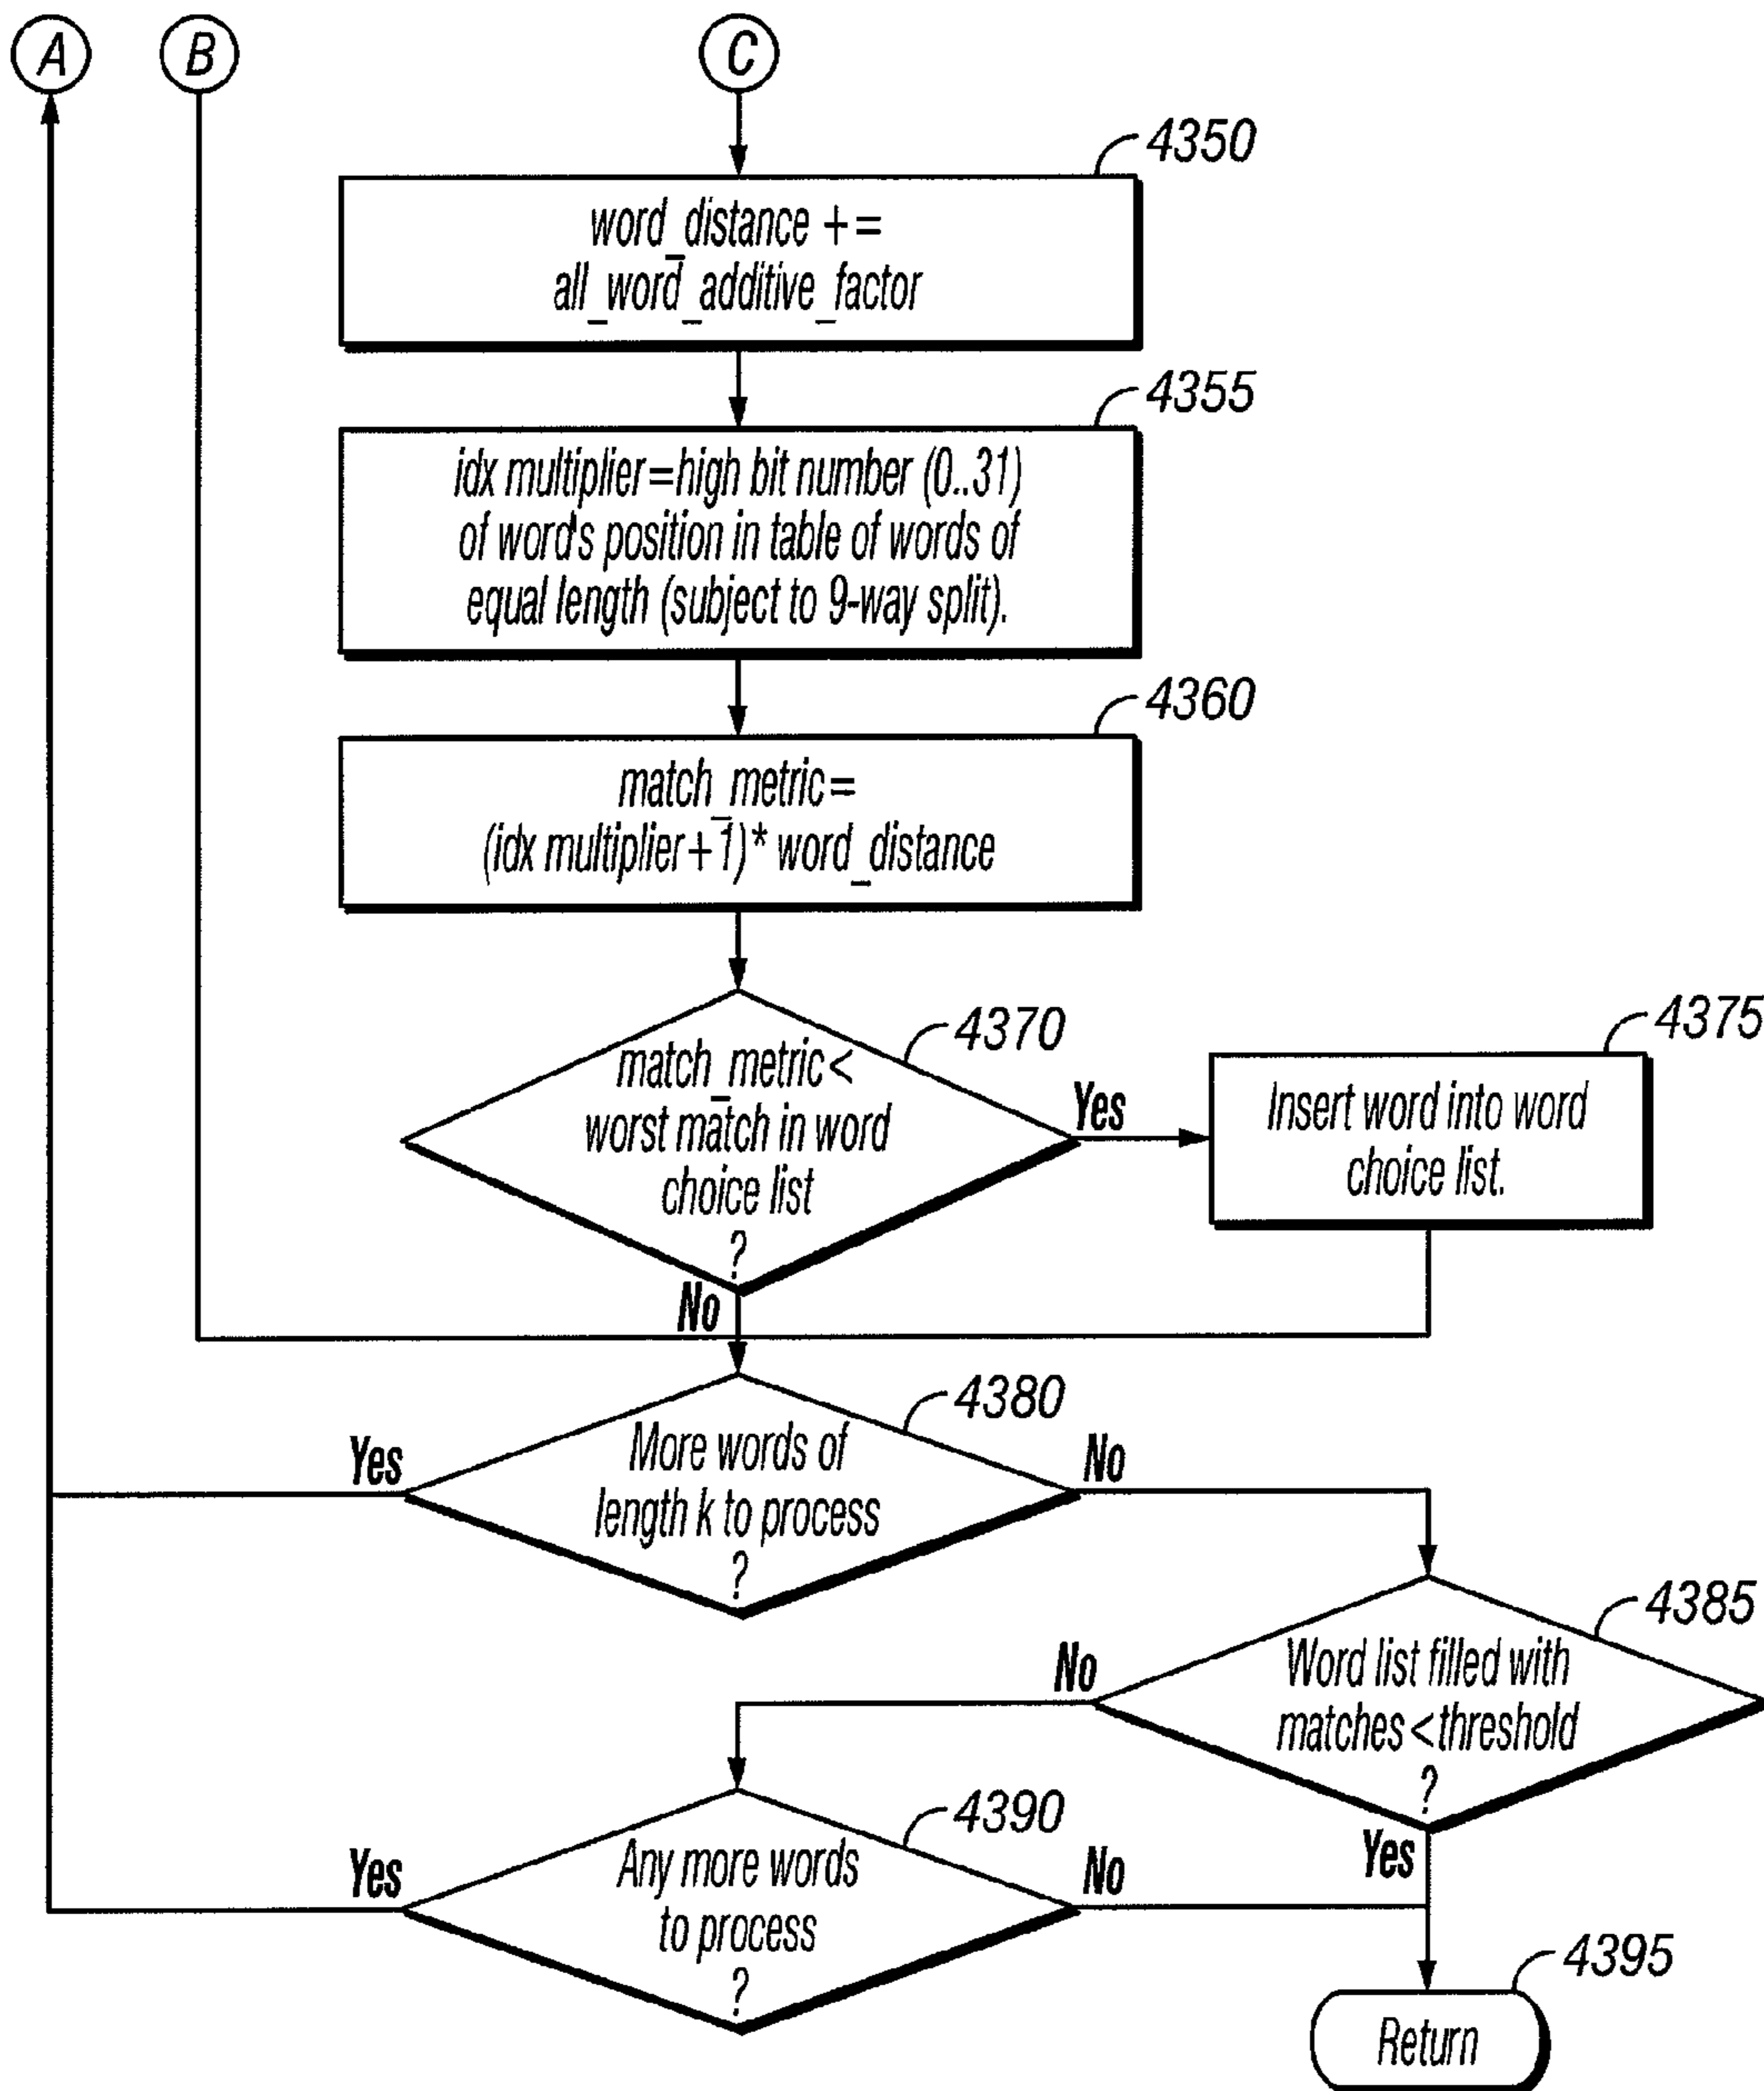 A
B
C
4350
word_distance +=
all_word_additive_factor
4355
idx multiplier=high bit number (0..31)
of word's position in table of words of
equal length (subject to 9-way split).
4360
match_metric=
(idx multiplier+1)* word_distance
4370
match_metric<
worst match in word
choice list
?
Yes
No
4375
Insert word into word
choice list.
4380
More words of
length k to process
?
Yes
No
4385
Word list filled with
matches<threshold
?
No
Yes
4390
Any more words
to process
?
Yes
No
4395
Return